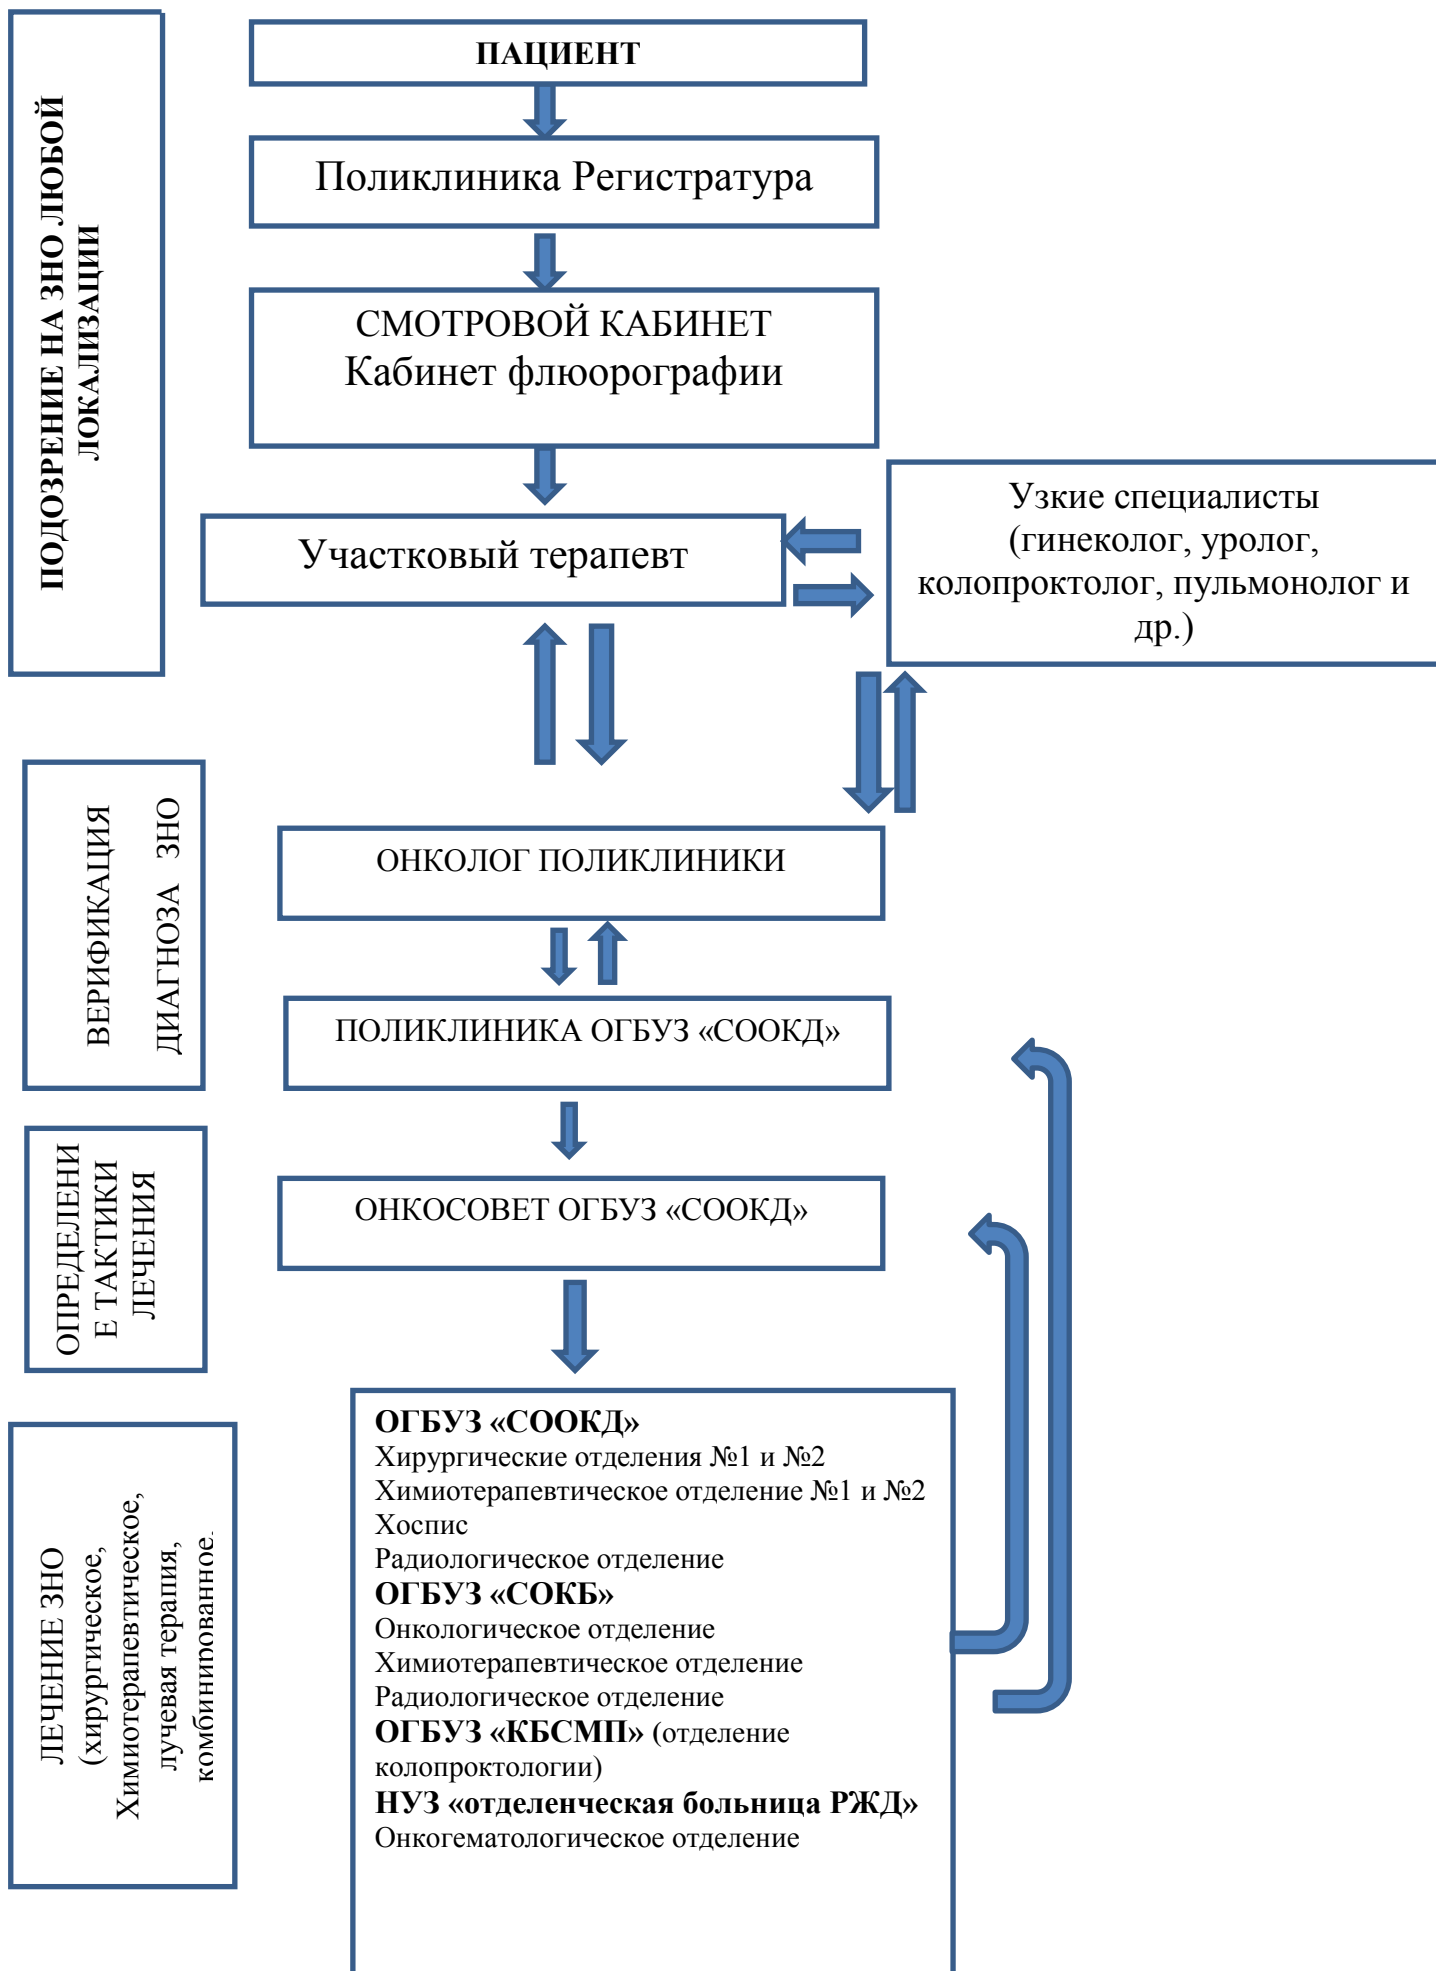 ПОДОЗРЕНИЕ НА ЗНО ЛЮБОЙ
ЛОКАЛИЗАЦИИ
ПАЦИЕНТ
Поликлиника Регистратура
СМОТРОВОЙ КАБИНЕТ
Кабинет флюорографии
Участковый терапевт
Узкие специалисты
(гинеколог, уролог,
колопроктолог, пульмонолог и
др.)
ВЕРИФИКАЦИЯ
ДИАГНОЗА ЗНО
ОНКОЛОГ ПОЛИКЛИНИКИ
ПОЛИКЛИНИКА ОГБУЗ «СООКД»
ОПРЕДЕЛЕНИ
Е ТАКТИКИ
ЛЕЧЕНИЯ
ОНКОСОВЕТ ОГБУЗ «СООКД»
ЛЕЧЕНИЕ ЗНО
(хирургическое,
Химиотерапевтическое,
лучевая терапия,
комбинированное.
ОГБУЗ «СООКД»
Хирургические отделения №1 и №2
Химиотерапевтическое отделение №1 и №2
Хоспис
Радиологическое отделение
ОГБУЗ «СОКБ»
Онкологическое отделение
Химиотерапевтическое отделение
Радиологическое отделение
ОГБУЗ «КБСМП» (отделение
колопроктологии)
НУЗ «отделенческая больница РЖД»
Онкогематологическое отделение